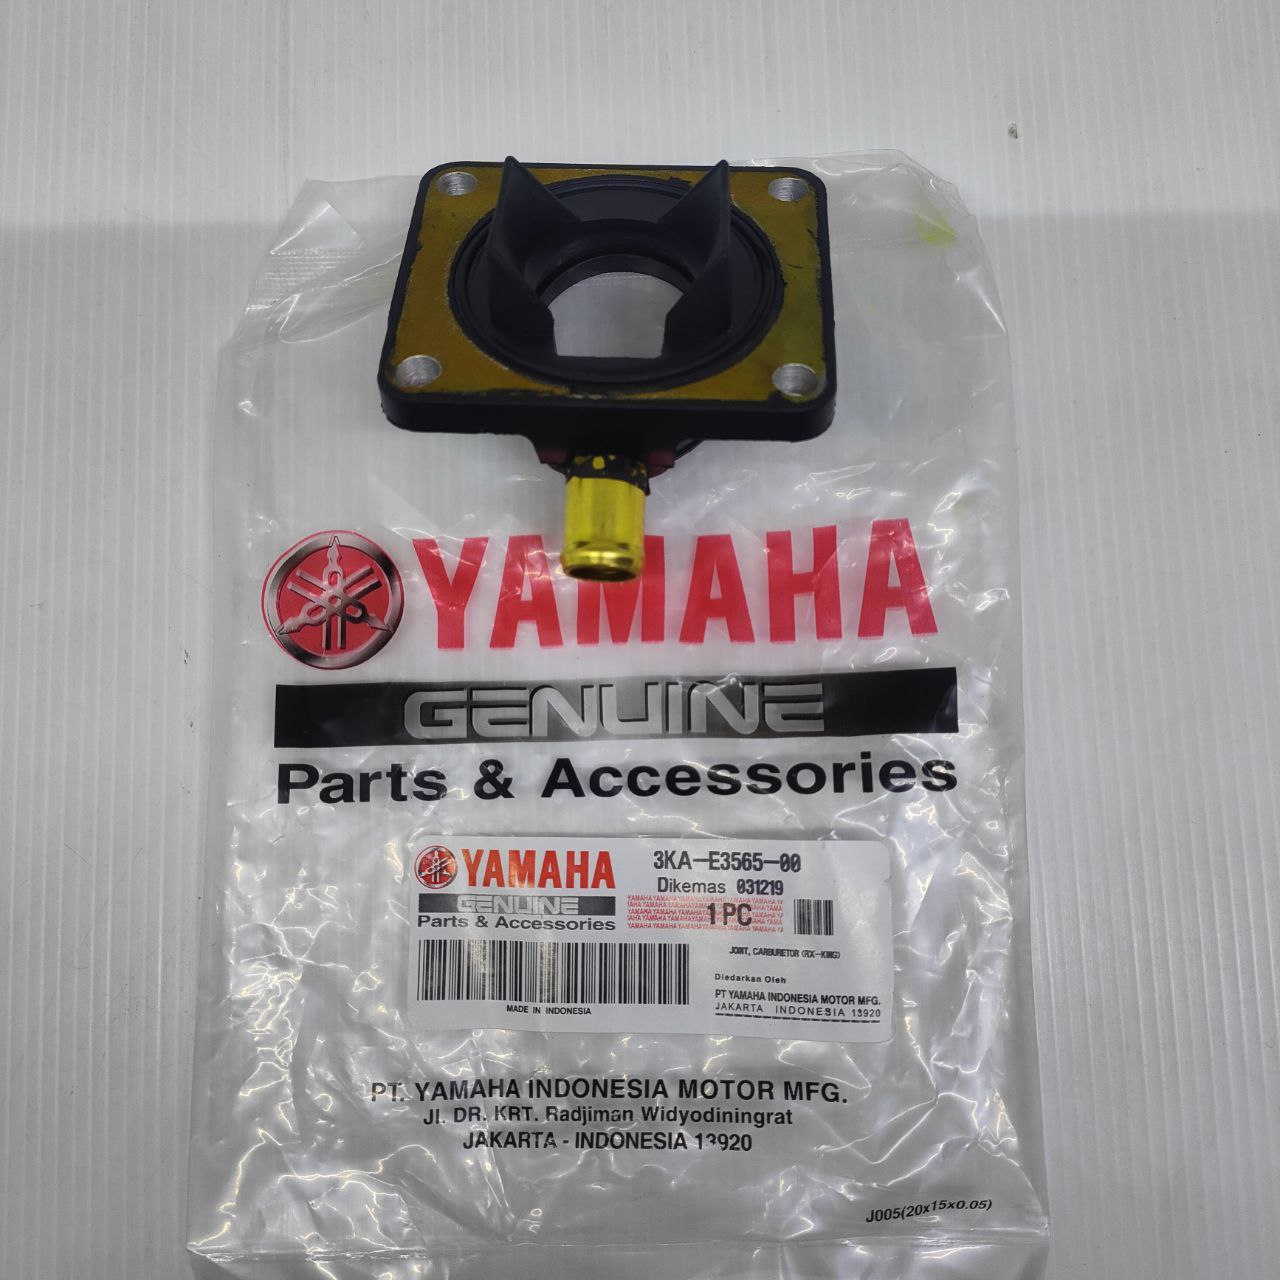 YAMAHA
GENUINE
Parts & Accessories
YAMAHA
GENUINE
Parts & Accessories
3KA-E3565-00
Dikemas 031219
1 PC
JOINT, CARBURETOR (RX-KING)
Diedarkan Oleh
PT YAMAHA INDONESIA MOTOR MFG.
JAKARTA INDONESIA 13920
MADE IN INDONESIA
PT. YAMAHA INDONESIA MOTOR MFG.
Jl. DR. KRT. Radjiman Widyodiningrat
JAKARTA - INDONESIA 13920
J005(20x15x0.05)